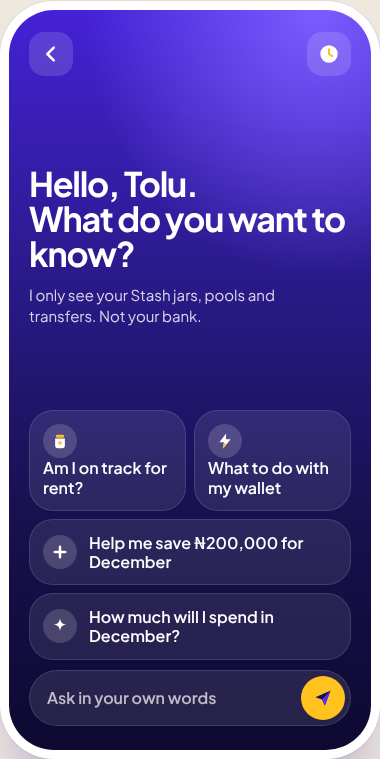 Hello, Tolu.
What do you want to
know?
I only see your Stash jars, pools and
transfers. Not your bank.
Am I on track for
rent?
What to do with
my wallet
Help me save ₦200,000 for
December
How much will I spend in
December?
Ask in your own words